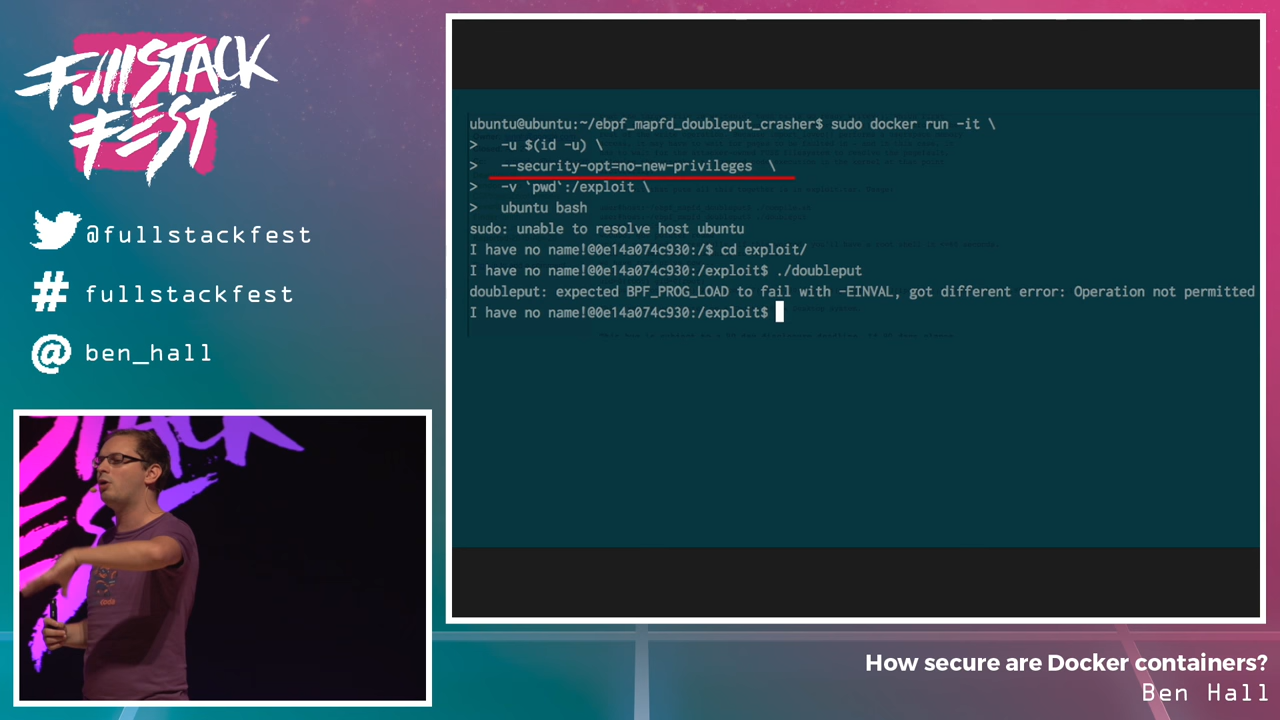 FullSTACK
FEST
@fullstackfest
# fullstackfest
@ ben_hall
ubuntu@ubuntu:~/ebpf_mapfd_doubleput_crasher$ sudo docker run -it \
>   -u $(id -u) \
>   --security-opt=no-new-privileges  \
>   -v `pwd`:/exploit \
>   ubuntu bash
sudo: unable to resolve host ubuntu
I have no name!@0e14a074c930:/$ cd exploit/
I have no name!@0e14a074c930:/exploit$ ./doubleput
doubleput: expected BPF_PROG_LOAD to fail with -EINVAL, got different error: Operation not permitted
I have no name!@0e14a074c930:/exploit$
How secure are Docker containers?
Ben Hall